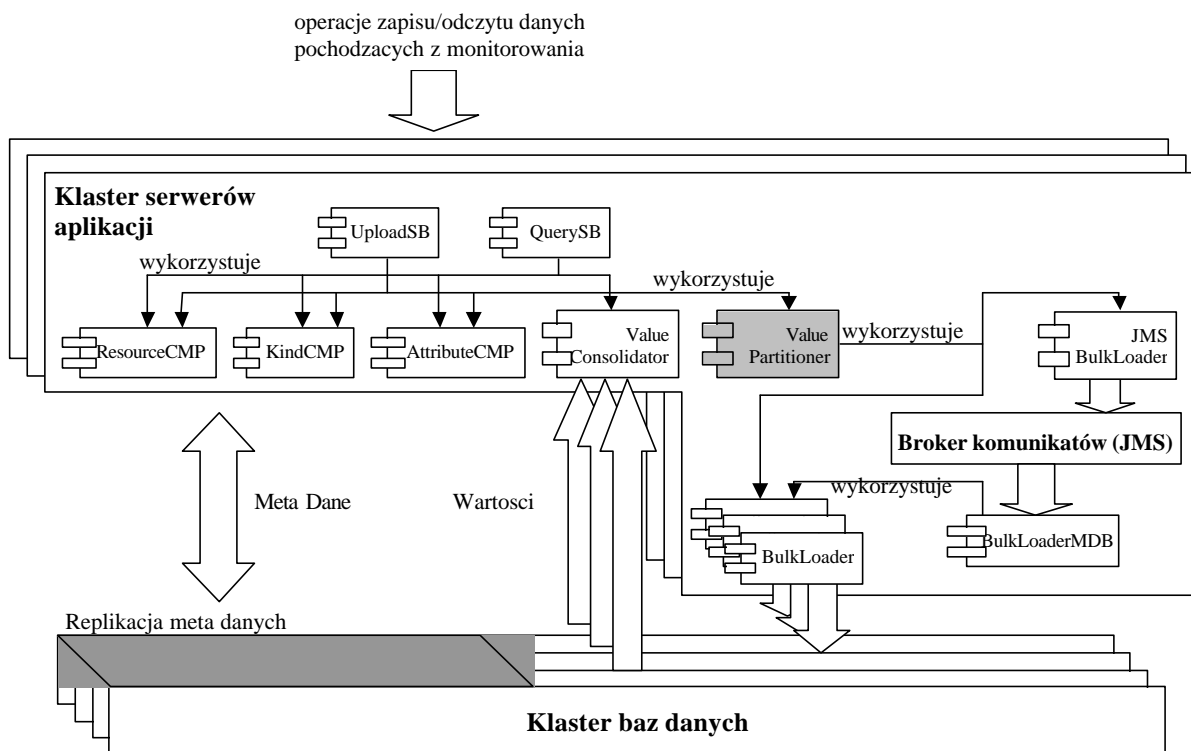 operacje zapisu/odczytu danych
pochodzacych z monitorowania
Klaster serwerów
aplikacji
UploadSB
QuerySB
wykorzystuje
wykorzystuje
ResourceCMP
KindCMP
AttributeCMP
Value
Consolidator
Value
Partitioner
wykorzystuje
JMS
BulkLoader
Broker komunikatów (JMS)
Meta Dane
Wartosci
wykorzystuje
BulkLoader
BulkLoaderMDB
Replikacja meta danych
Klaster baz danych